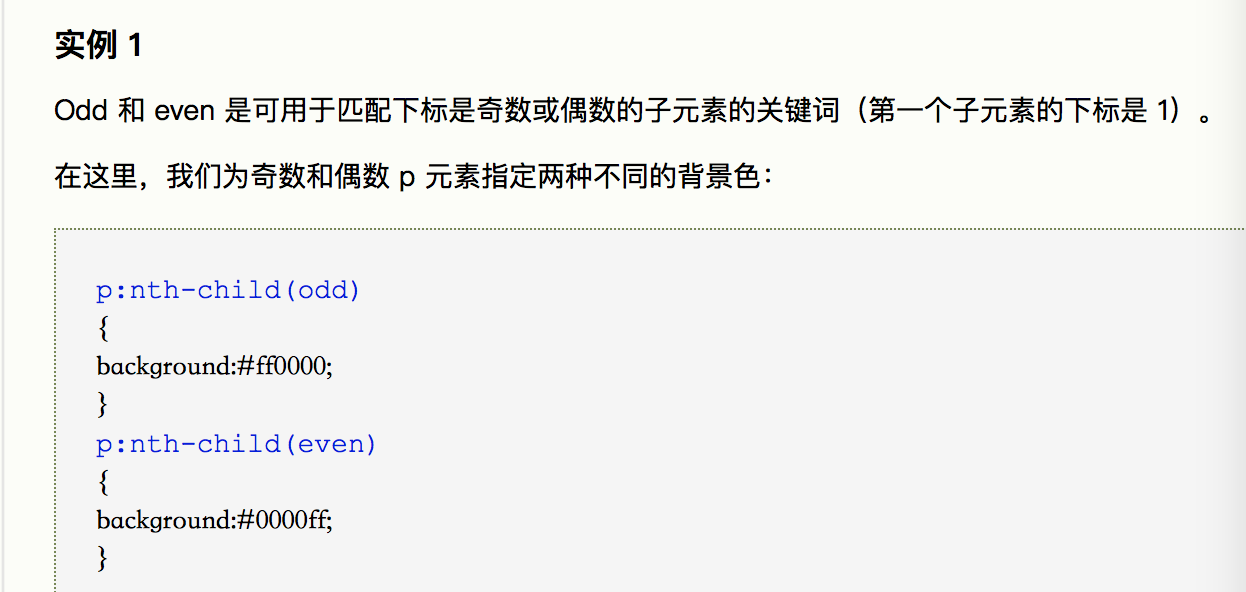 实例 1
Odd 和 even 是可用于匹配下标是奇数或偶数的子元素的关键词（第一个子元素的下标是 1）。
在这里，我们为奇数和偶数 p 元素指定两种不同的背景色：
p:nth-child(odd)
{
background:#ff0000;
}
p:nth-child(even)
{
background:#0000ff;
}